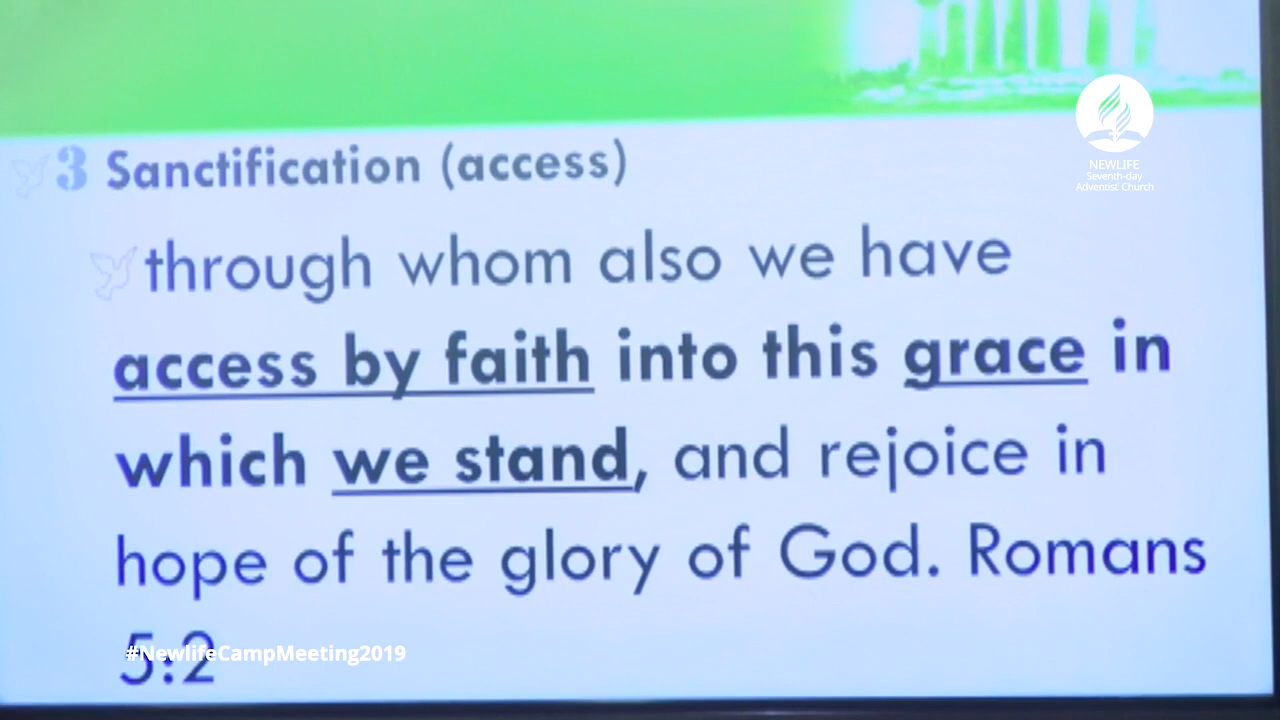 3 Sanctification (access)
through whom also we have
access by faith into this grace in
which we stand, and rejoice in
hope of the glory of God. Romans
5:2
#NewlifeCampMeeting2019
NEWLIFE
Seventh-day
Adventist Church